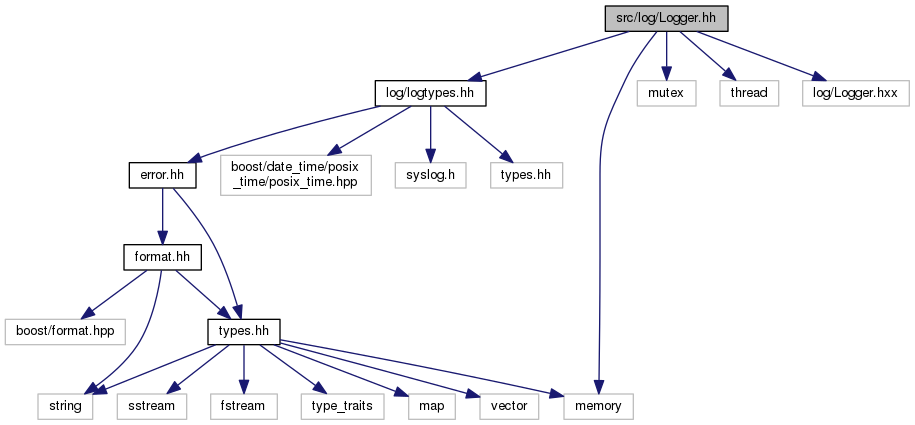 src/log/Logger.hh
log/logtypes.hh
mutex
thread
log/Logger.hxx
error.hh
boost/date_time/posix
_time/posix_time.hpp
syslog.h
types.hh
format.hh
boost/format.hpp
types.hh
string
sstream
fstream
type_traits
map
vector
memory